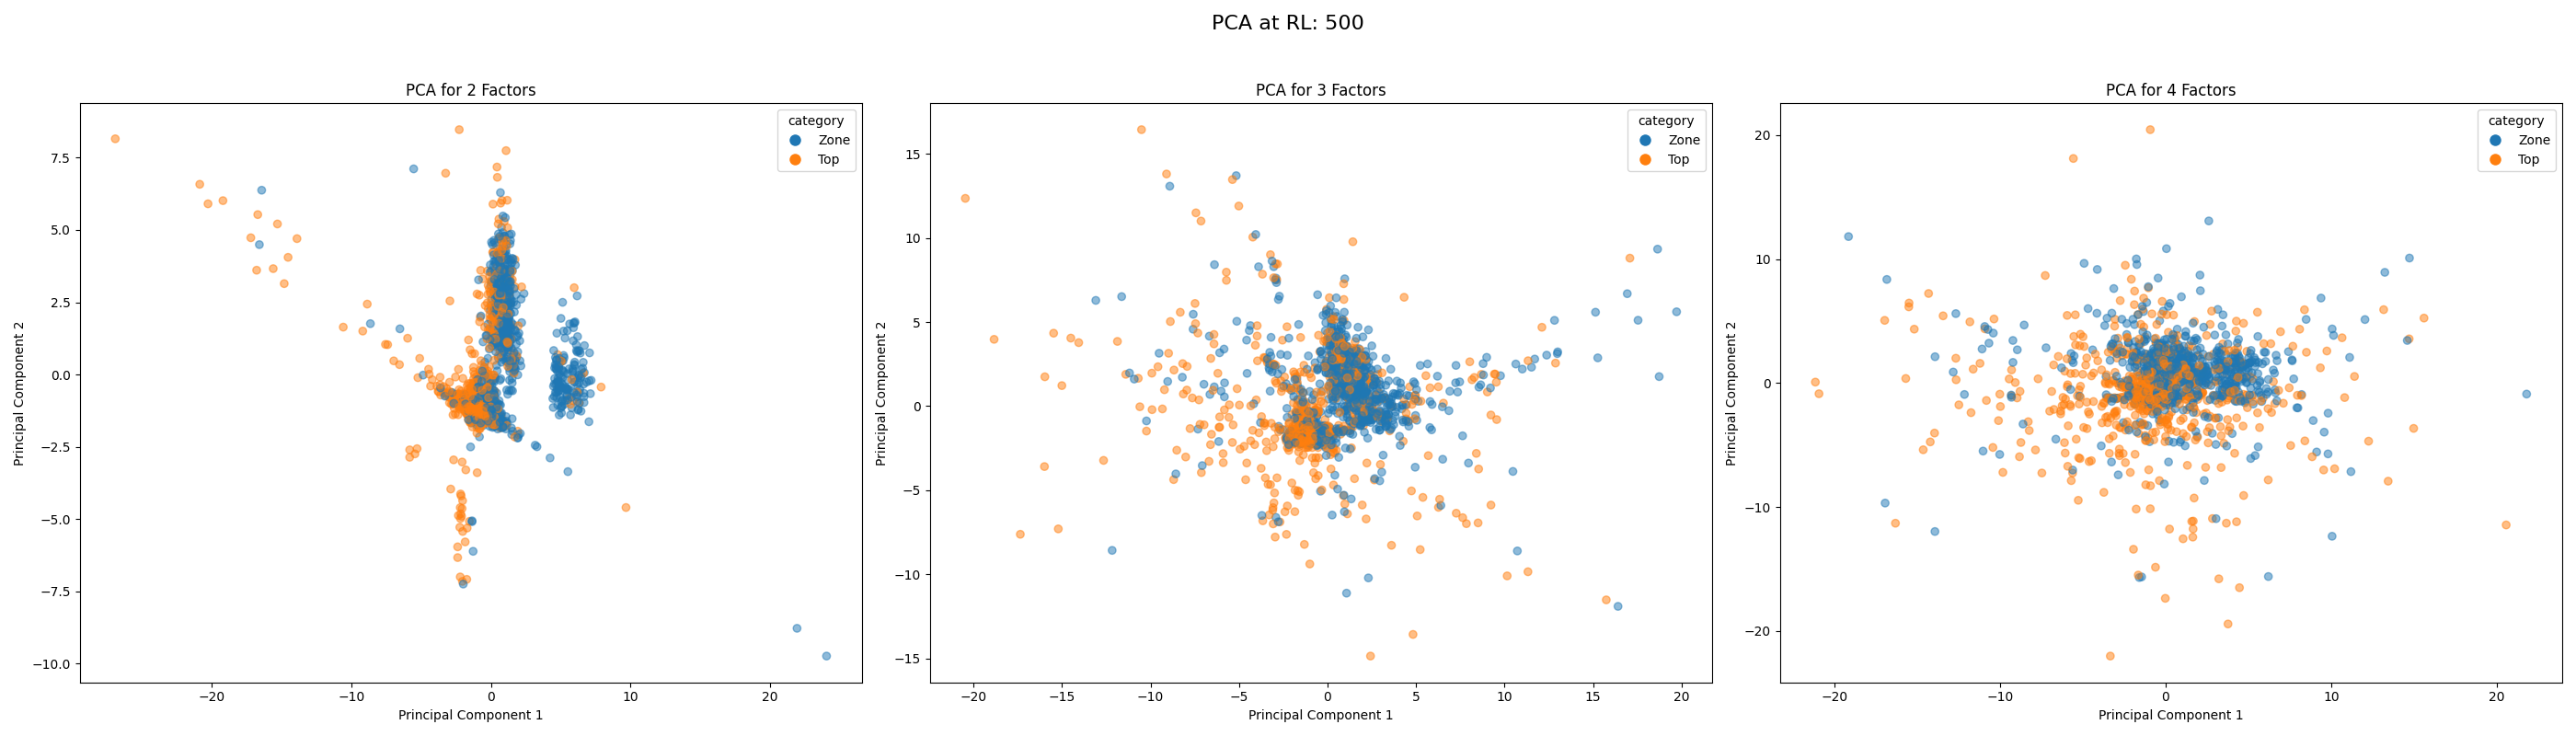 PCA at RL: 500
PCA for 2 Factors
category
Zone
Top
7.5
5.0
2.5
0.0
−2.5
−5.0
−7.5
−10.0
Principal Component 2
−20
−10
0
10
20
Principal Component 1
PCA for 3 Factors
category
Zone
Top
15
10
5
0
−5
−10
−15
Principal Component 2
−20
−15
−10
−5
0
5
10
15
20
Principal Component 1
PCA for 4 Factors
category
Zone
Top
20
10
0
−10
−20
Principal Component 2
−20
−10
0
10
20
Principal Component 1